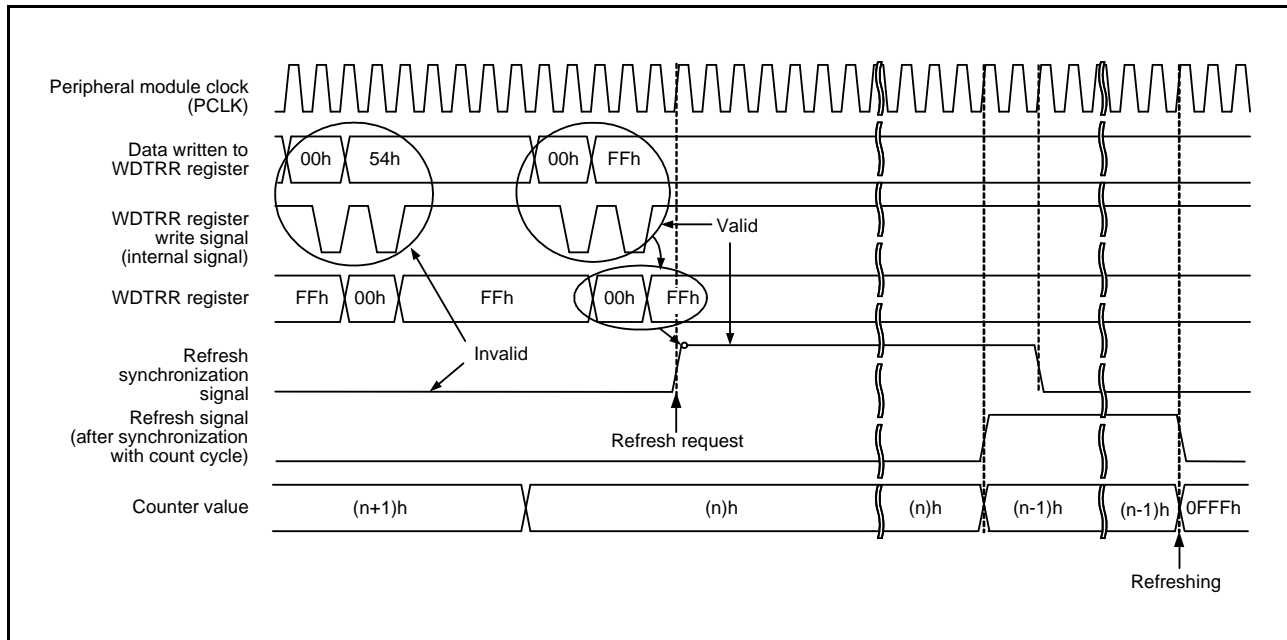 Peripheral module clock
(PCLK)
Data written to
WDTRR register
00h 54h 00h FFh
WDTRR register
write signal
(internal signal)
Valid
WDTRR register
FFh 00h FFh 00h FFh
Invalid
Refresh
synchronization
signal
Refresh signal
(after synchronization
with count cycle)
Refresh request
Counter value
(n+1)h (n)h (n)h (n-1)h (n-1)h 0FFFh
Refreshing